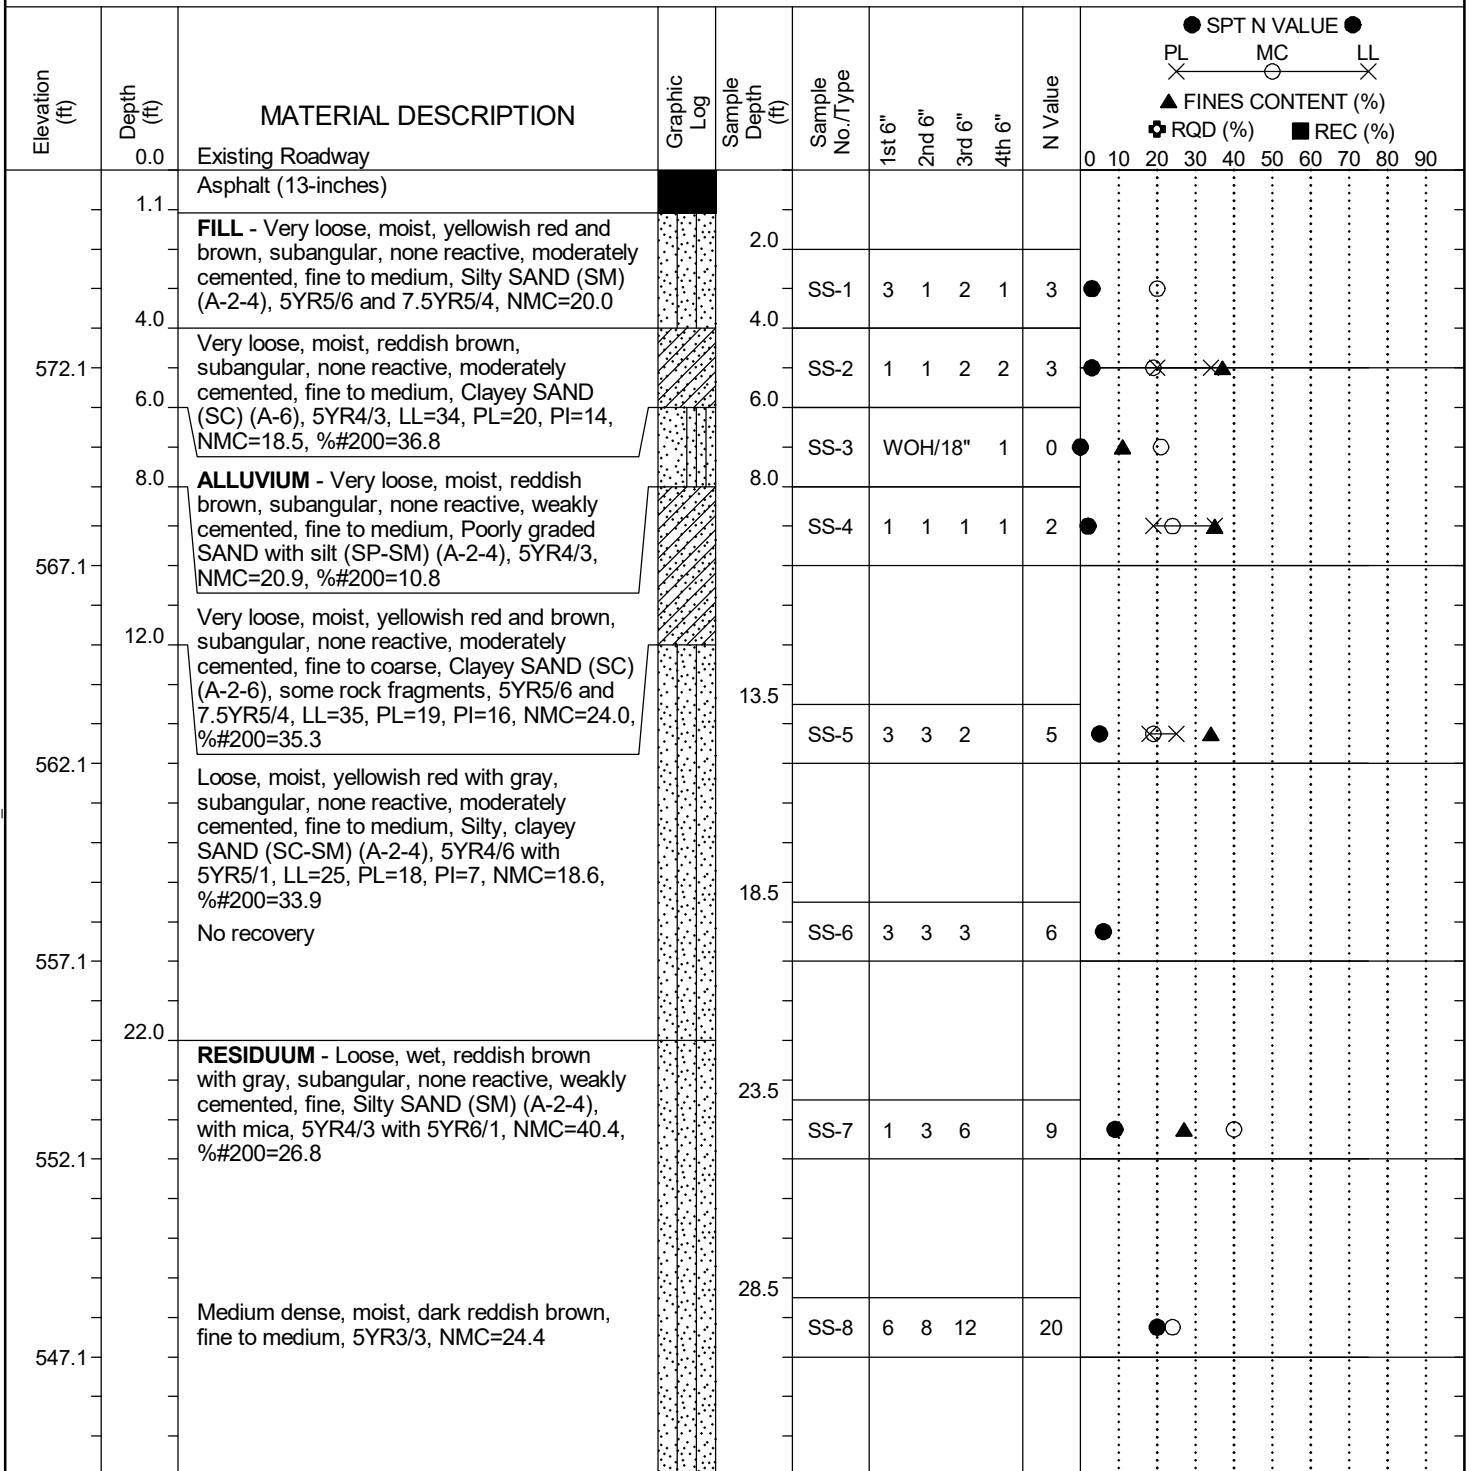 ● SPT N VALUE ●
PL MC LL
▲ FINES CONTENT (%)
RQD (%) ■ REC (%)
Elevation (ft)
Depth (ft)
MATERIAL DESCRIPTION
Graphic Log
Sample Depth (ft)
Sample No./Type
1st 6"
2nd 6"
3rd 6"
4th 6"
N Value
0 10 20 30 40 50 60 70 80 90
0.0 Existing Roadway
Asphalt (13-inches)
1.1
FILL - Very loose, moist, yellowish red and
brown, subangular, none reactive, moderately
cemented, fine to medium, Silty SAND (SM)
(A-2-4), 5YR5/6 and 7.5YR5/4, NMC=20.0
2.0
SS-1 3 1 2 1 3
4.0
4.0
Very loose, moist, reddish brown,
subangular, none reactive, moderately
cemented, fine to medium, Clayey SAND
(SC) (A-6), 5YR4/3, LL=34, PL=20, PI=14,
NMC=18.5, %#200=36.8
572.1
SS-2 1 1 2 2 3
6.0
6.0
SS-3 WOH/18" 1 0
8.0
8.0
ALLUVIUM - Very loose, moist, reddish
brown, subangular, none reactive, weakly
cemented, fine to medium, Poorly graded
SAND with silt (SP-SM) (A-2-4), 5YR4/3,
NMC=20.9, %#200=10.8
SS-4 1 1 1 1 2
567.1
Very loose, moist, yellowish red and brown,
subangular, none reactive, moderately
cemented, fine to coarse, Clayey SAND (SC)
(A-2-6), some rock fragments, 5YR5/6 and
7.5YR5/4, LL=35, PL=19, PI=16, NMC=24.0,
%#200=35.3
12.0
13.5
SS-5 3 3 2 5
562.1
Loose, moist, yellowish red with gray,
subangular, none reactive, moderately
cemented, fine to medium, Silty, clayey
SAND (SC-SM) (A-2-4), 5YR4/6 with
5YR5/1, LL=25, PL=18, PI=7, NMC=18.6,
%#200=33.9
18.5
No recovery
SS-6 3 3 3 6
557.1
22.0
RESIDUUM - Loose, wet, reddish brown
with gray, subangular, none reactive, weakly
cemented, fine, Silty SAND (SM) (A-2-4),
with mica, 5YR4/3 with 5YR6/1, NMC=40.4,
%#200=26.8
23.5
SS-7 1 3 6 9
552.1
28.5
Medium dense, moist, dark reddish brown,
fine to medium, 5YR3/3, NMC=24.4
SS-8 6 8 12 20
547.1